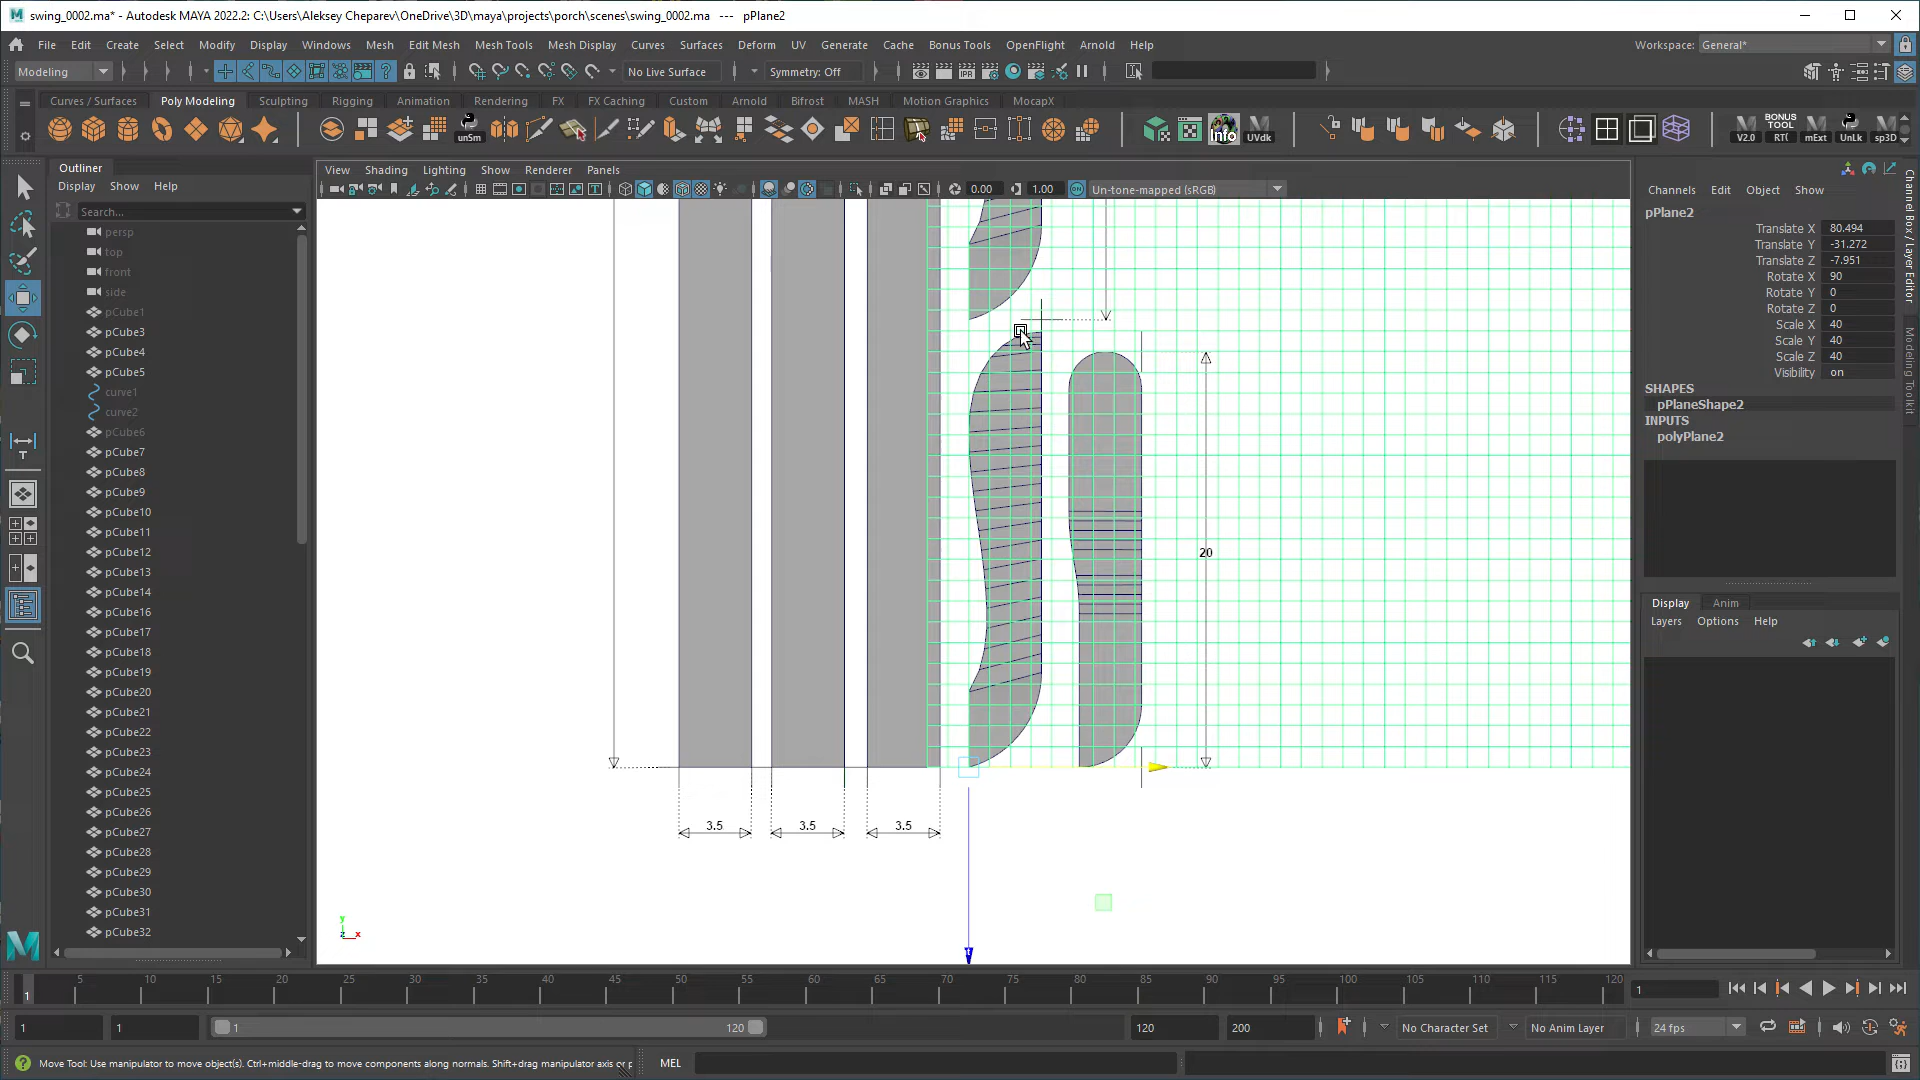 swing_0002.ma* - Autodesk MAYA 2022.2: C:\Users\Aleksey Cheparev\OneDrive\3D\maya\projects\porch\scenes\swing_0002.ma --- pPlane2
File Edit Create Select Modify Display Windows Mesh Edit Mesh Mesh Tools Mesh Display Curves Surfaces Deform UV Generate Cache Bonus Tools OpenFlight Arnold Help
Workspace: General*
Modeling
No Live Surface
Symmetry: Off
Curves / Surfaces Poly Modeling Sculpting Rigging Animation Rendering FX FX Caching Custom Arnold Bifrost MASH Motion Graphics MocapX
unSm
Info
UVdk
V2.0
BONUS TOOL
RT(
mExt
UnLk
sp3D
Outliner
Display Show Help
Search...
persp
top
front
side
pCube1
pCube3
pCube4
pCube5
curve1
curve2
pCube6
pCube7
pCube8
pCube9
pCube10
pCube11
pCube12
pCube13
pCube14
pCube16
pCube17
pCube18
pCube19
pCube20
pCube21
pCube22
pCube23
pCube24
pCube25
pCube26
pCube27
pCube28
pCube29
pCube30
pCube31
pCube32
View Shading Lighting Show Renderer Panels
IPR
0.00
1.00
ON
Un-tone-mapped (sRGB)
20
3.5
3.5
3.5
y
z x
Channels Edit Object Show
pPlane2
Translate X 80.494
Translate Y -31.272
Translate Z -7.951
Rotate X 90
Rotate Y 0
Rotate Z 0
Scale X 40
Scale Y 40
Scale Z 40
Visibility on
SHAPES
pPlaneShape2
INPUTS
polyPlane2
Display Anim
Layers Options Help
Channel Box / Layer Editor
Modeling Toolkit
5 10 15 20 25 30 35 40 45 50 55 60 65 70 75 80 85 90 95 100 105 110 115 120
1
1
1
1
1
120
120
200
No Character Set
No Anim Layer
24 fps
Move Tool: Use manipulator to move object(s). Ctrl+middle-drag to move components along normals. Shift+drag manipulator axis or p
MEL